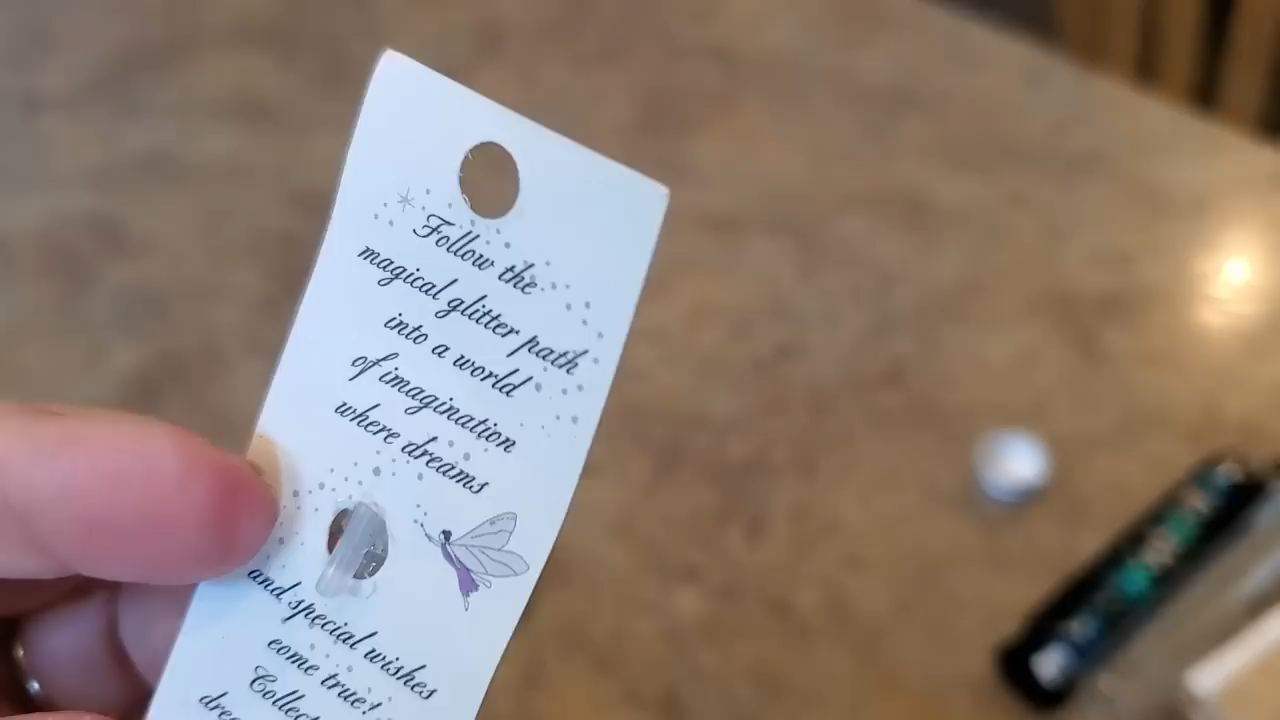 Follow the
magical glitter path
into a world
of imagination
where dreams
and special wishes
come true!